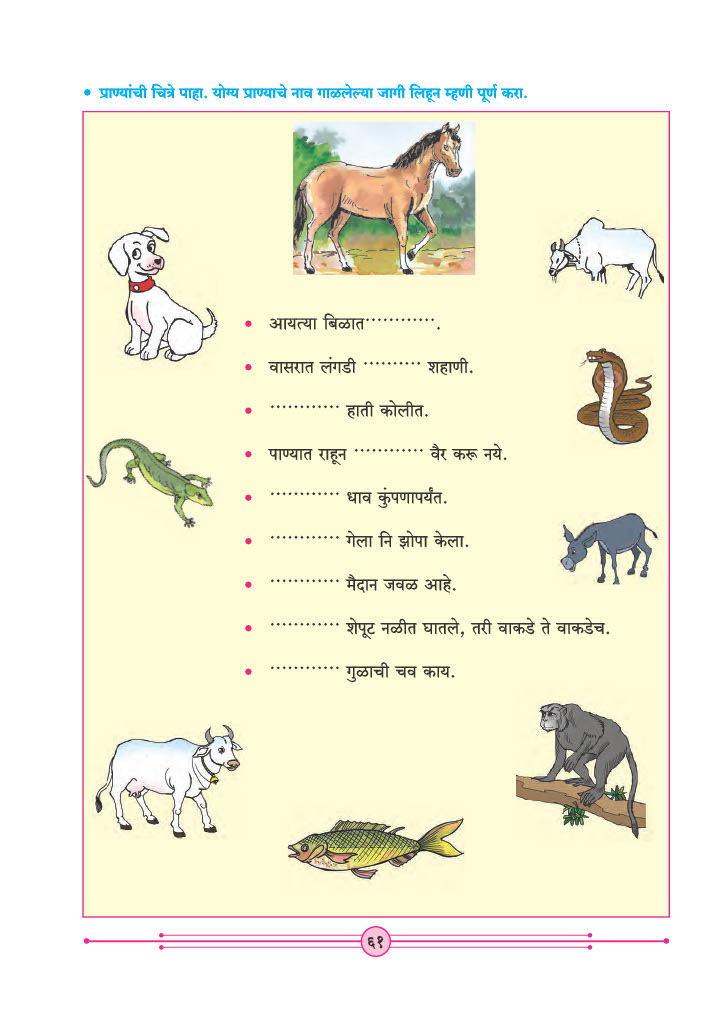 • प्राण्यांची चित्रे पाहा. योग्य प्राण्याचे नाव गाळलेल्या जागी लिहून म्हणी पूर्ण करा.
• आयत्या बिळात.............
• वासरात लंगडी .......... शहाणी.
• ............ हाती कोलीत.
• पाण्यात राहून ............ वैर करू नये.
• ............ धाव कुंपणापर्यंत.
• ............ गेला नि झोपा केला.
• ............ मैदान जवळ आहे.
• ............ शेपूट नळीत घातले, तरी वाकडे ते वाकडेच.
• ............ गुळाची चव काय.
६१